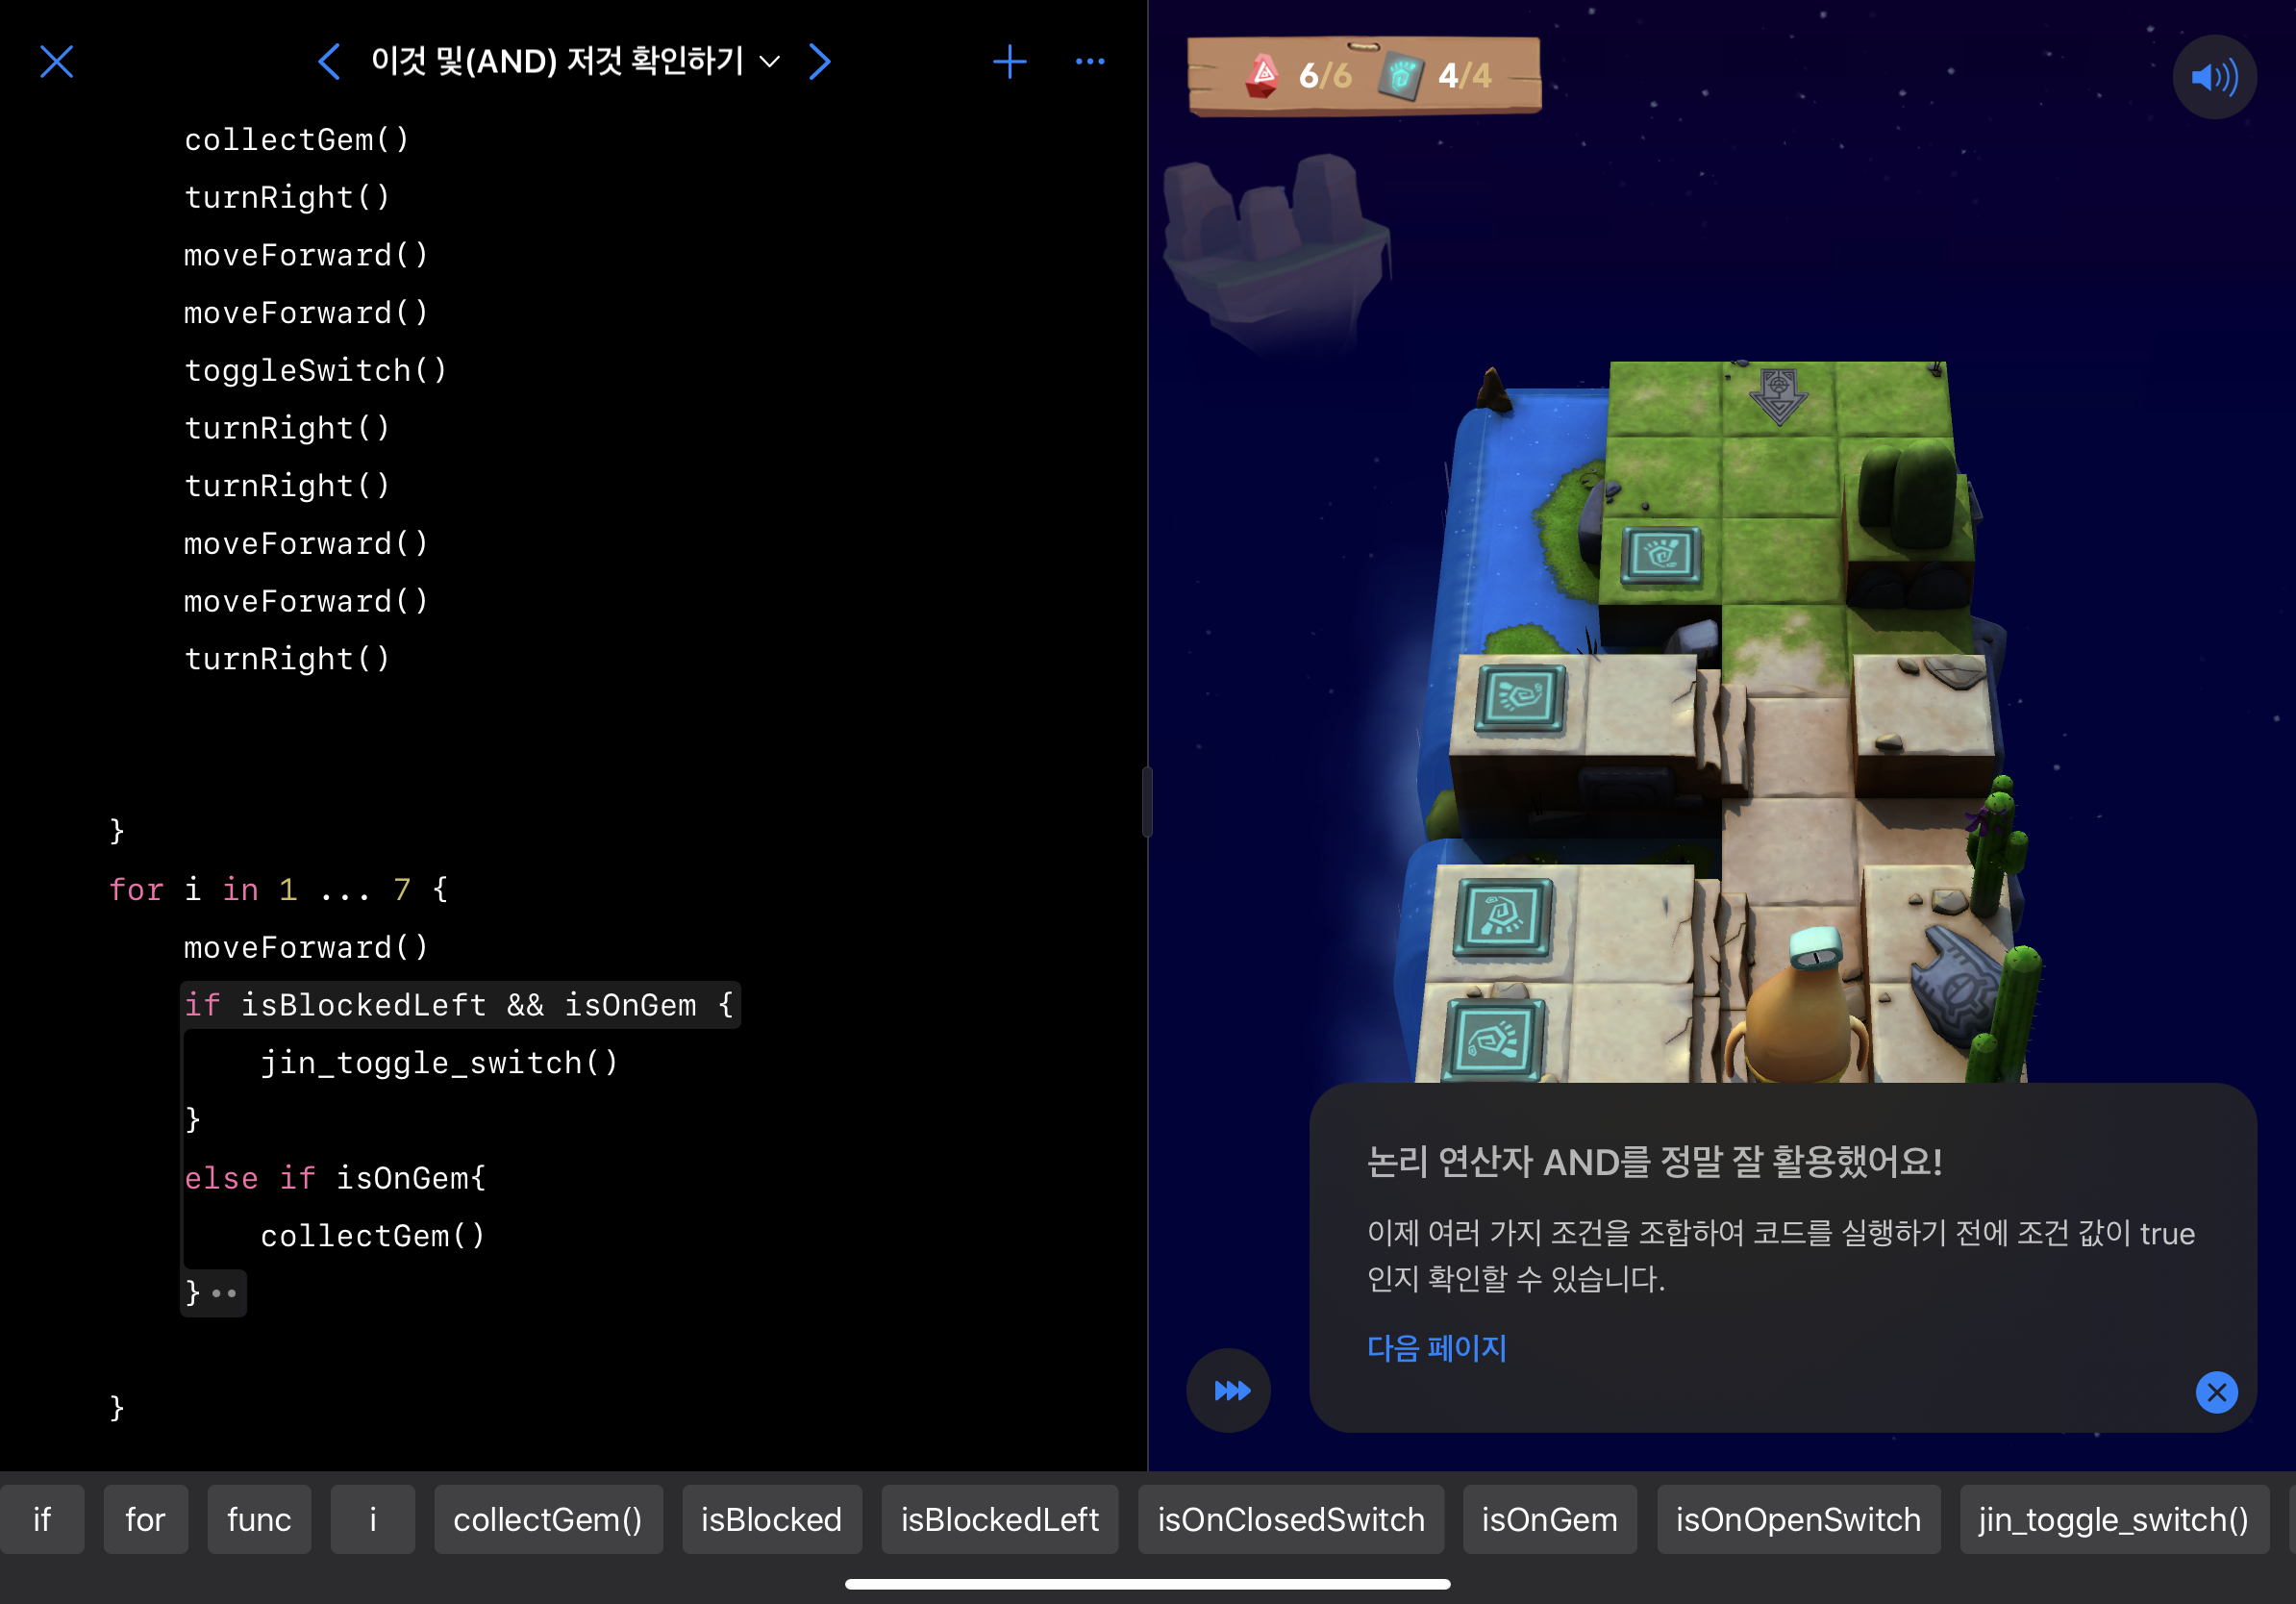 이것 및(AND) 저것 확인하기
collectGem()
turnRight()
moveForward()
moveForward()
toggleSwitch()
turnRight()
turnRight()
moveForward()
moveForward()
turnRight()
}
for i in 1 ... 7 {
moveForward()
if isBlockedLeft && isOnGem {
jin_toggle_switch()
}
else if isOnGem{
collectGem()
}
}
6/6 4/4
논리 연산자 AND를 정말 잘 활용했어요!
이제 여러 가지 조건을 조합하여 코드를 실행하기 전에 조건 값이 true
인지 확인할 수 있습니다.
다음 페이지
if for func i collectGem() isBlocked isBlockedLeft isOnClosedSwitch isOnGem isOnOpenSwitch jin_toggle_switch()